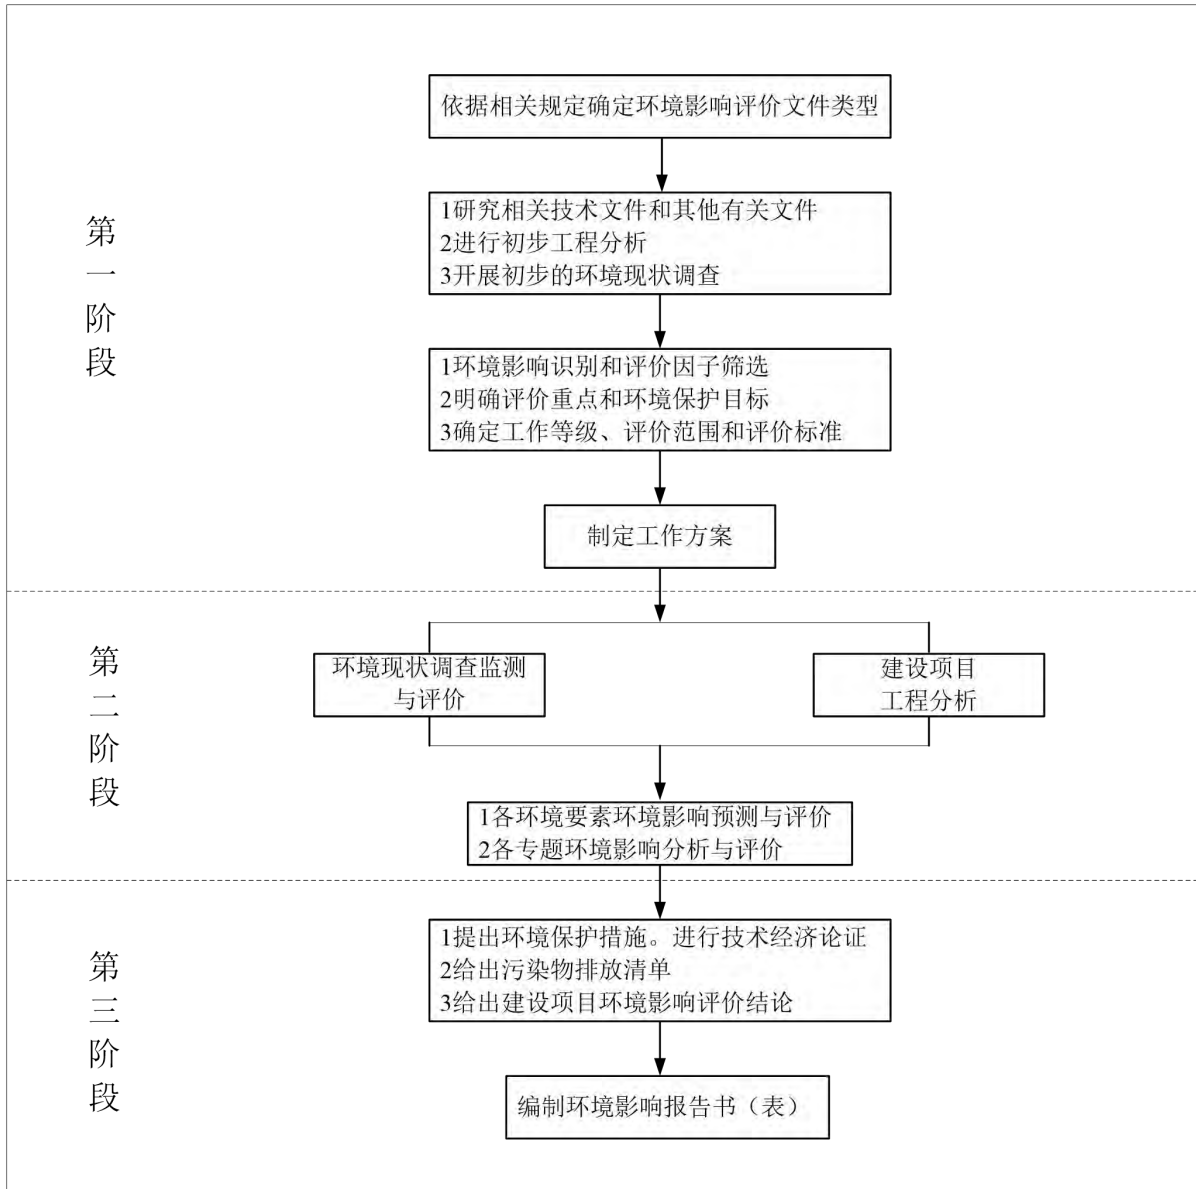 依据相关规定确定环境影响评价文件类型
第一阶段
1研究相关技术文件和其他有关文件
2进行初步工程分析
3开展初步的环境现状调查
1环境影响识别和评价因子筛选
2明确评价重点和环境保护目标
3确定工作等级、评价范围和评价标准
制定工作方案
第二阶段
环境现状调查监测
与评价
建设项目
工程分析
1各环境要素环境影响预测与评价
2各专题环境影响分析与评价
第三阶段
1提出环境保护措施。进行技术经济论证
2给出污染物排放清单
3给出建设项目环境影响评价结论
编制环境影响报告书（表）